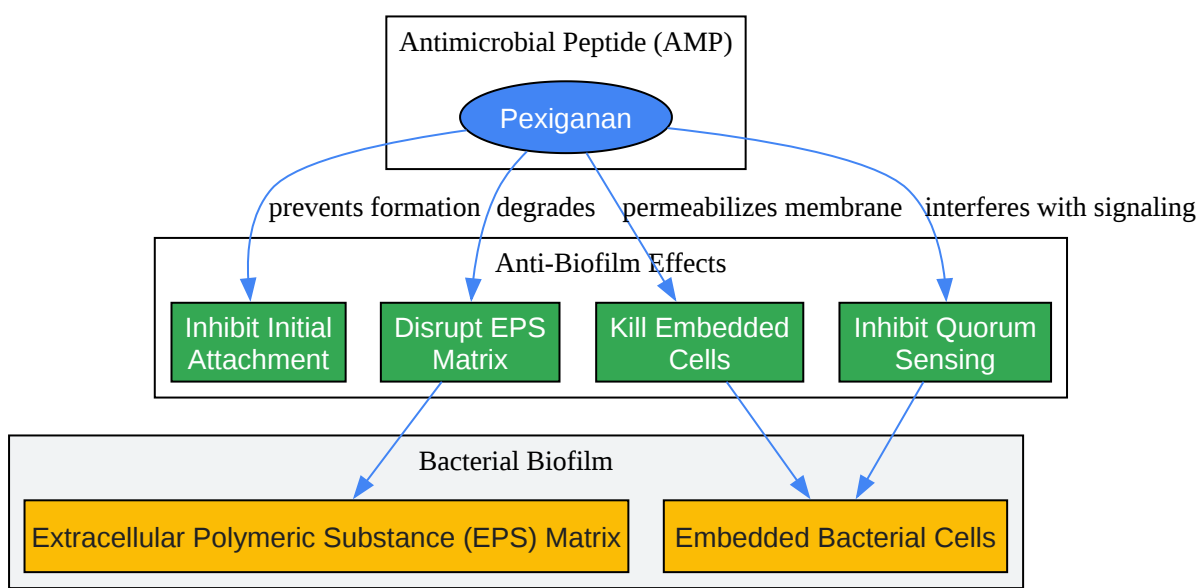 Antimicrobial Peptide (AMP)
Pexiganan
prevents formation
degrades
permeabilizes membrane
interferes with signaling
Anti-Biofilm Effects
Inhibit Initial
Attachment
Disrupt EPS
Matrix
Kill Embedded
Cells
Inhibit Quorum
Sensing
Bacterial Biofilm
Extracellular Polymeric Substance (EPS) Matrix
Embedded Bacterial Cells